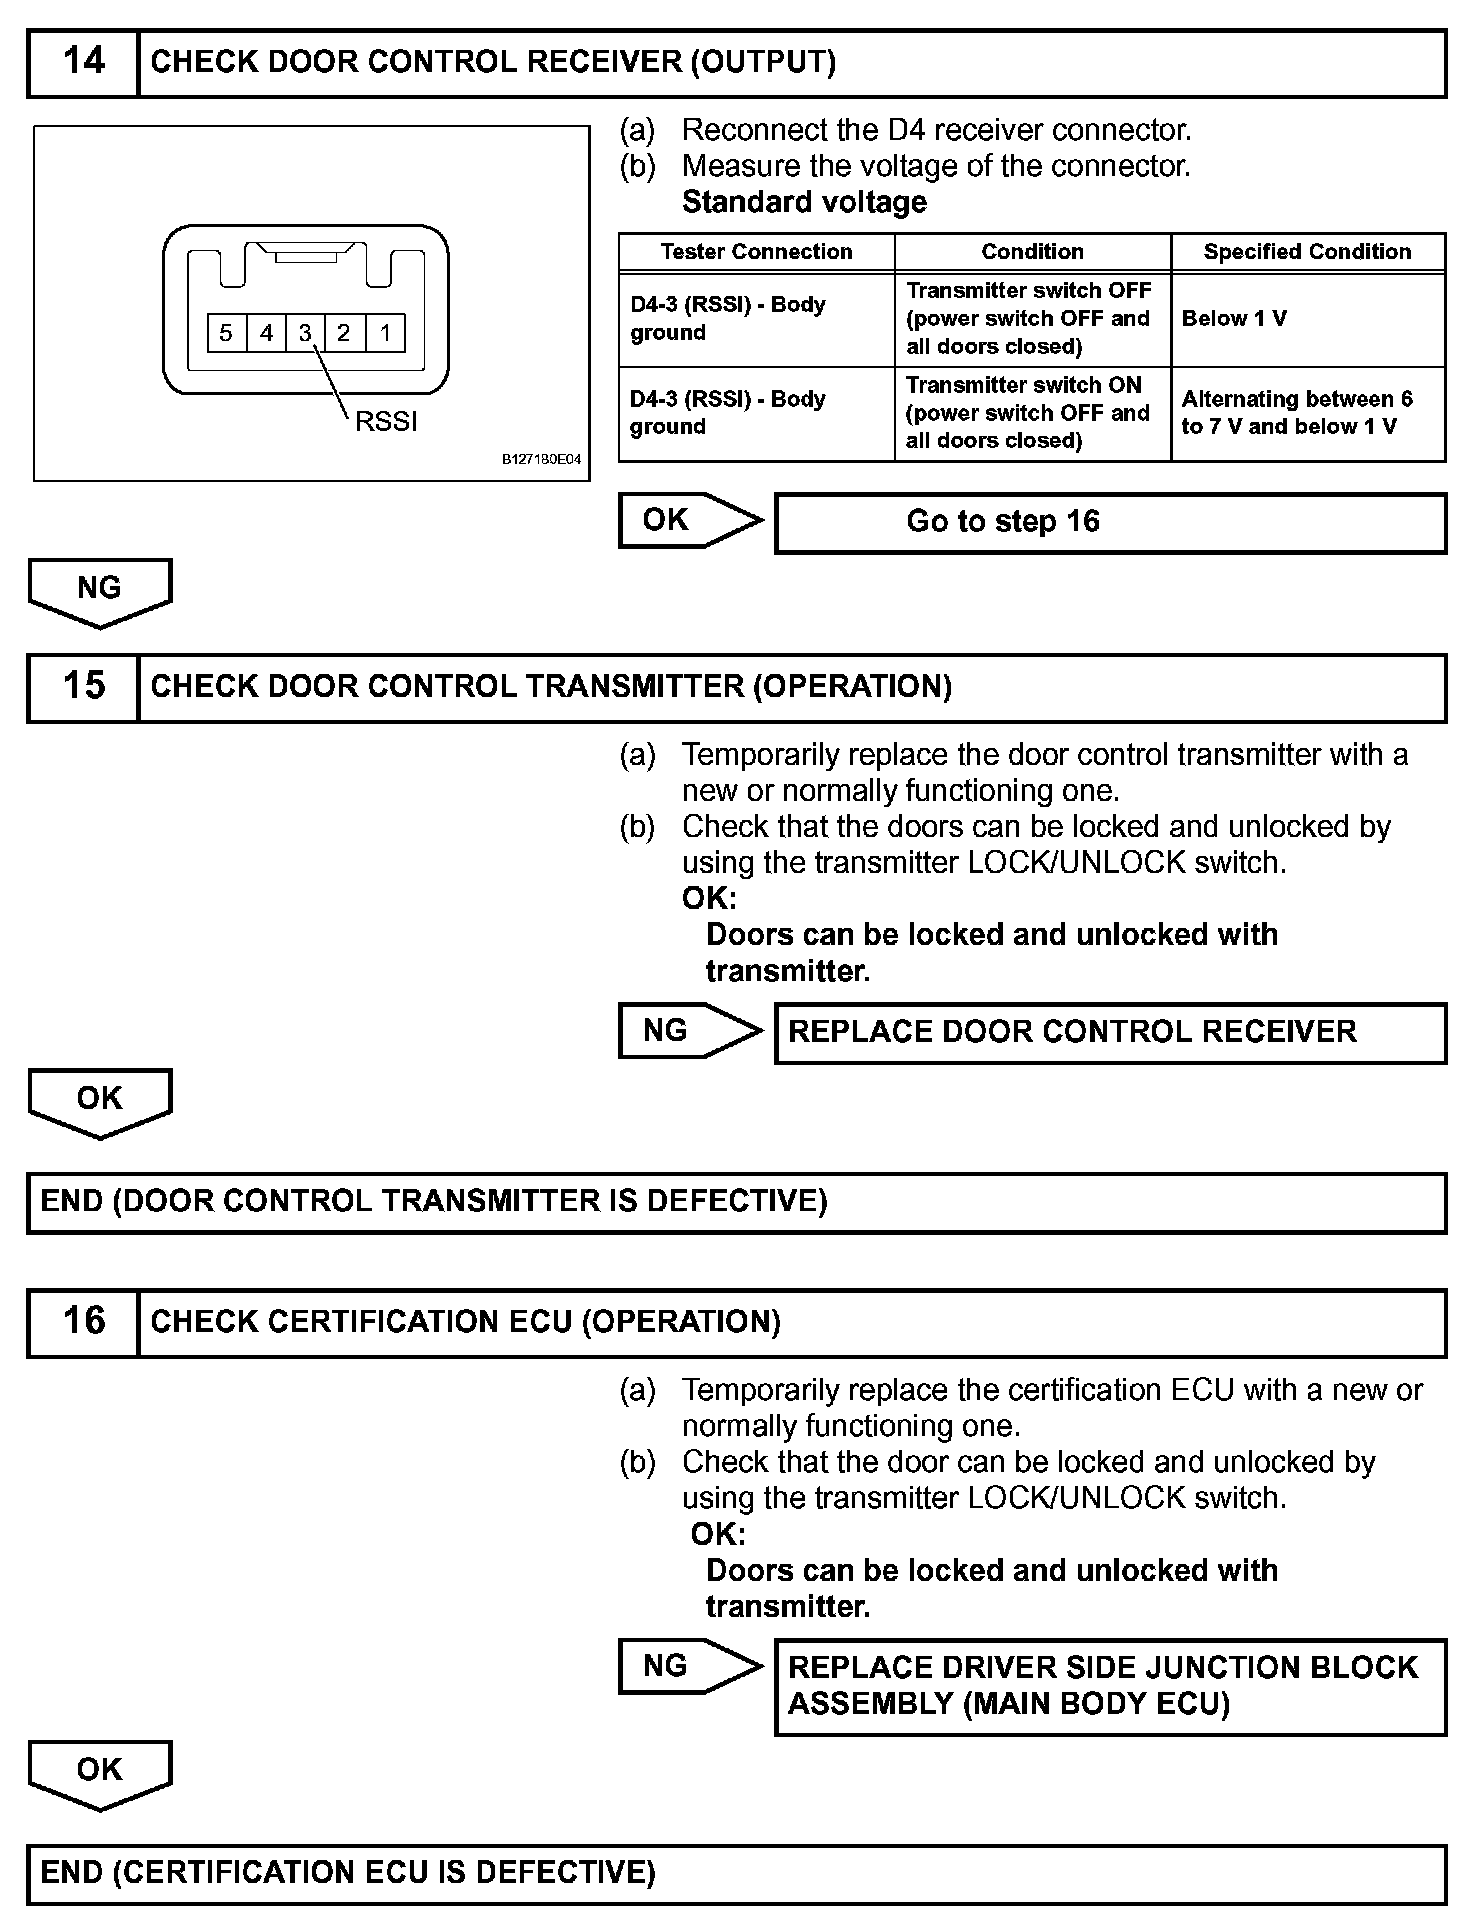 14 CHECK DOOR CONTROL RECEIVER (OUTPUT)
5 4 3 2 1
RSSI
B127180E04
(a) Reconnect the D4 receiver connector.
(b) Measure the voltage of the connector.
Standard voltage
Tester Connection Condition Specified Condition
D4-3 (RSSI) - Body
ground
Transmitter switch OFF
(power switch OFF and
all doors closed)
Below 1 V
D4-3 (RSSI) - Body
ground
Transmitter switch ON
(power switch OFF and
all doors closed)
Alternating between 6
to 7 V and below 1 V
OK Go to step 16
NG
15 CHECK DOOR CONTROL TRANSMITTER (OPERATION)
(a) Temporarily replace the door control transmitter with a
new or normally functioning one.
(b) Check that the doors can be locked and unlocked by
using the transmitter LOCK/UNLOCK switch.
OK:
Doors can be locked and unlocked with
transmitter.
NG REPLACE DOOR CONTROL RECEIVER
OK
END (DOOR CONTROL TRANSMITTER IS DEFECTIVE)
16 CHECK CERTIFICATION ECU (OPERATION)
(a) Temporarily replace the certification ECU with a new or
normally functioning one.
(b) Check that the door can be locked and unlocked by
using the transmitter LOCK/UNLOCK switch.
OK:
Doors can be locked and unlocked with
transmitter.
NG REPLACE DRIVER SIDE JUNCTION BLOCK
ASSEMBLY (MAIN BODY ECU)
OK
END (CERTIFICATION ECU IS DEFECTIVE)